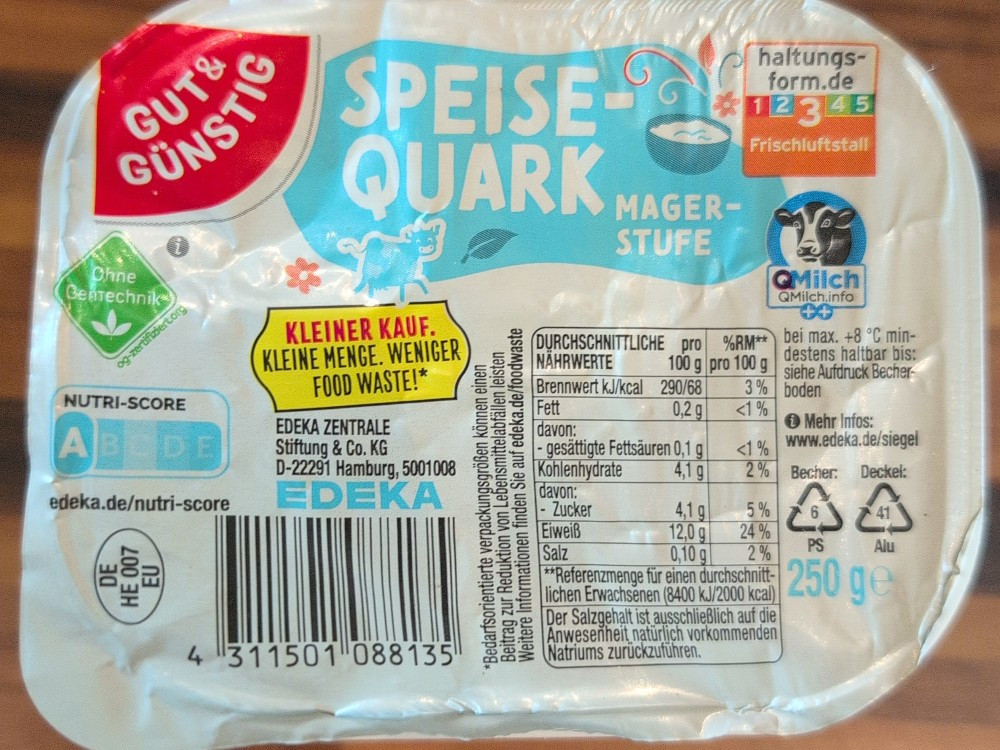 GUT &
GÜNSTIG
SPEISE-
QUARK
MAGER-
STUFE
haltungs-
form.de
1 2 3 4 5
Frischluftstall
QMilch
QMilch.info
Ohne
Gentechnik
og-zertifiziert.org
i
NUTRI-SCORE
A B C D E
edeka.de/nutri-score
DE
HE 007
EU
KLEINER KAUF.
KLEINE MENGE. WENIGER
FOOD WASTE!*
EDEKA ZENTRALE
Stiftung & Co. KG
D-22291 Hamburg, 5001008
EDEKA
4 311501 088135
*Bedarfsorientierte verpackungsgrößen können einen
Beitrag zur Reduktion von Lebensmittelabfällen leisten
Weitere Informationen finden Sie auf edeka.de/foodwaste
DURCHSCHNITTLICHE pro %RM**
NÄHRWERTE 100 g pro 100 g
Brennwert kJ/kcal 290/68 3 %
Fett 0,2 g <1 %
davon:
- gesättigte Fettsäuren 0,1 g <1 %
Kohlenhydrate 4,1 g 2 %
davon:
- Zucker 4,1 g 5 %
Eiweiß 12,0 g 24 %
Salz 0,10 g 2 %
**Referenzmenge für einen durchschnitt-
lichen Erwachsenen (8400 kJ/2000 kcal)
Der Salzgehalt ist ausschließlich auf die
Anwesenheit natürlich vorkommenden
Natriums zurückzuführen.
bei max. +8 °C min-
destens haltbar bis:
siehe Aufdruck Becher-
boden
i Mehr Infos:
www.edeka.de/siegel
Becher: Deckel:
6 41
PS Alu
250 g e